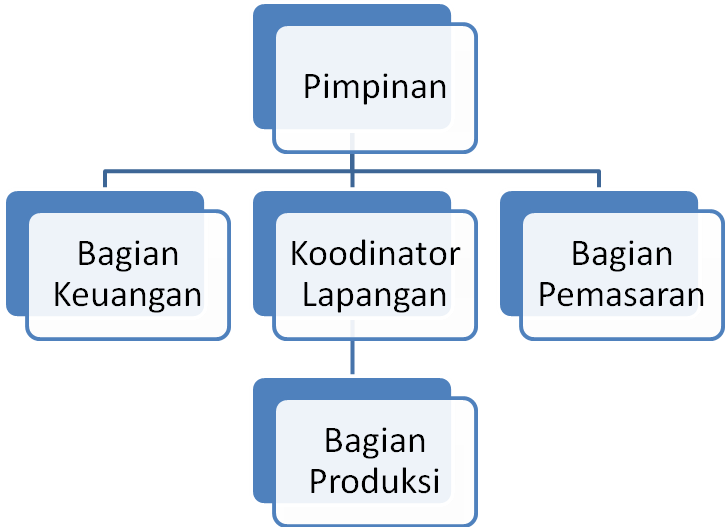 Pimpinan
Bagian
Keuangan
Koodinator
Lapangan
Bagian
Pemasaran
Bagian
Produksi